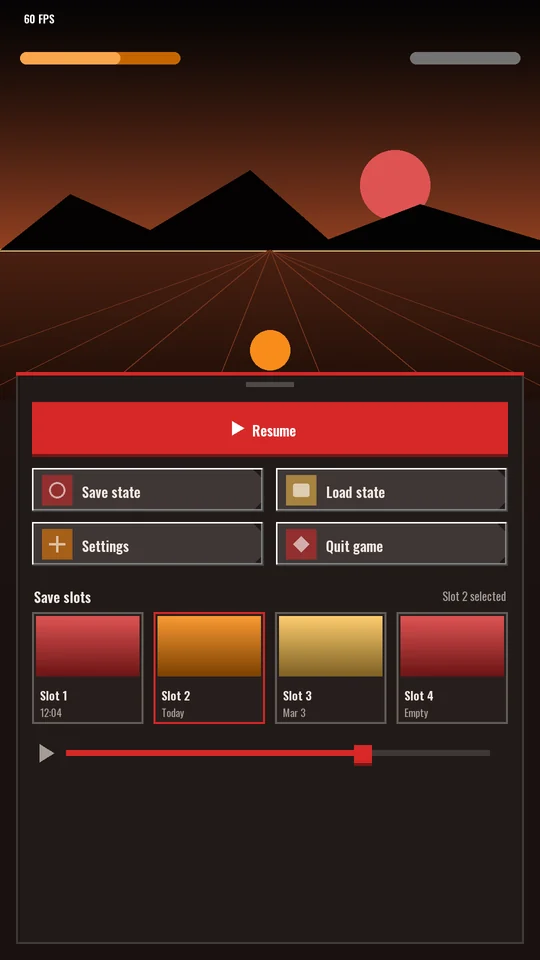 60 FPS
Resume
Save state
Load state
Settings
Quit game
Save slots
Slot 2 selected
Slot 1
12:04
Slot 2
Today
Slot 3
Mar 3
Slot 4
Empty